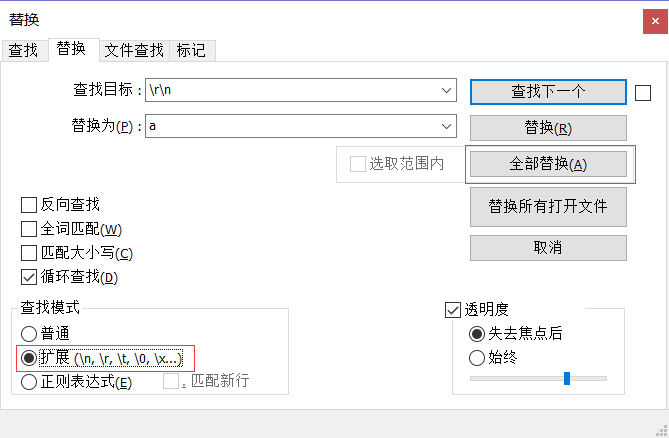 替换
查找 替换 文件查找 标记
查找目标 : \r\n 查找下一个
替换为(P) : a 替换(R)
选取范围内 全部替换(A)
反向查找 替换所有打开文件
全词匹配(W)
匹配大小写(C) 取消
循环查找(D)
查找模式 透明度
普通 失去焦点后
扩展 (\n, \r, \t, \0, \x...) 始终
正则表达式(E) . 匹配新行